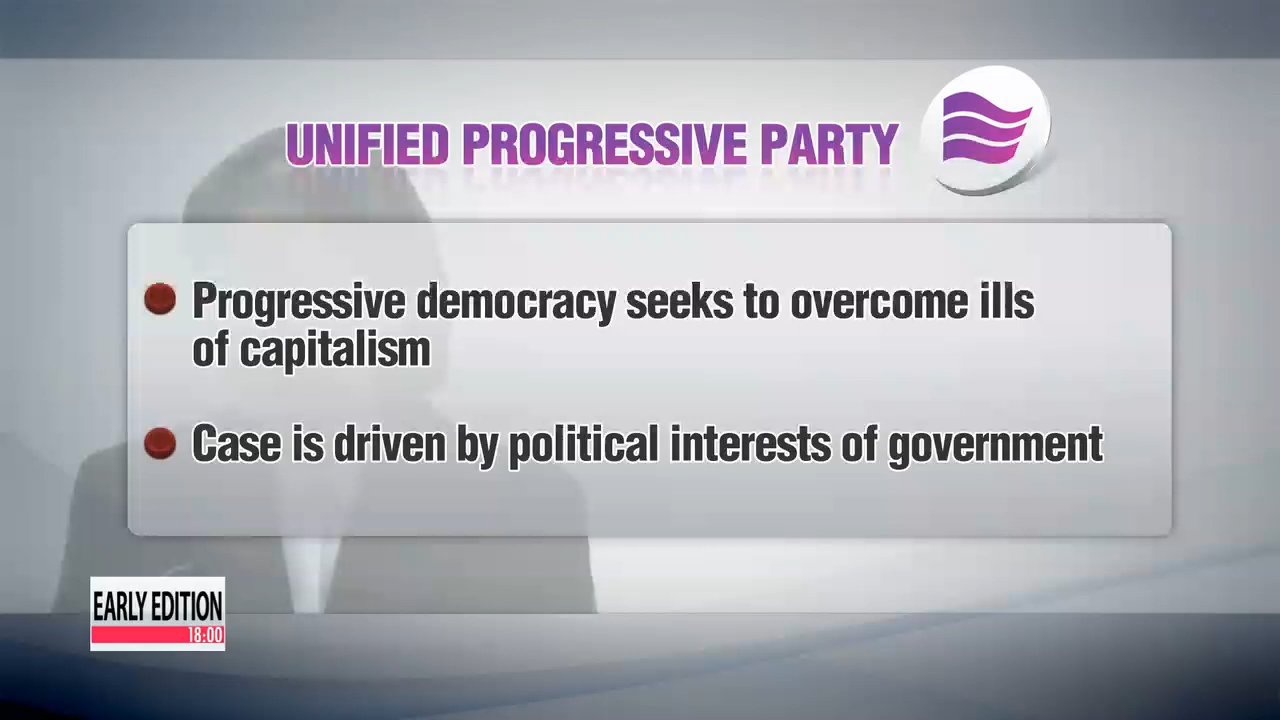 UNIFIED PROGRESSIVE PARTY
Progressive democracy seeks to overcome ills
of capitalism
Case is driven by political interests of government
EARLY EDITION
18:00